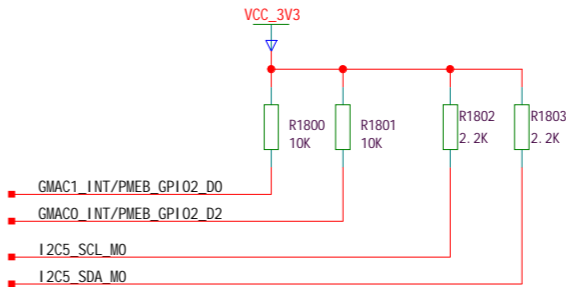 VCC_3V3
R1800
10K
R1801
10K
R1802
2.2K
R1803
2.2K
GMAC1_INT/PMEB_GPIO2_D0
GMAC0_INT/PMEB_GPIO2_D2
I2C5_SCL_M0
I2C5_SDA_M0